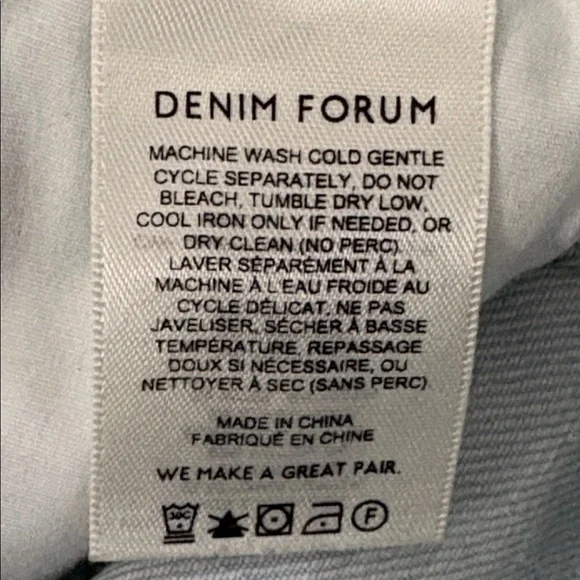 DENIM FORUM
MACHINE WASH COLD GENTLE
CYCLE SEPARATELY, DO NOT
BLEACH, TUMBLE DRY LOW,
COOL IRON ONLY IF NEEDED, OR
DRY CLEAN (NO PERC).
LAVER SÉPARÉMENT À LA
MACHINE À L'EAU FROIDE AU
CYCLE DÉLICAT, NE PAS
JAVELISER, SÉCHER À BASSE
TEMPÉRATURE, REPASSAGE
DOUX SI NÉCESSAIRE, OU
NETTOYER À SEC (SANS PERC).
MADE IN CHINA
FABRIQUÉ EN CHINE
WE MAKE A GREAT PAIR.
30C F